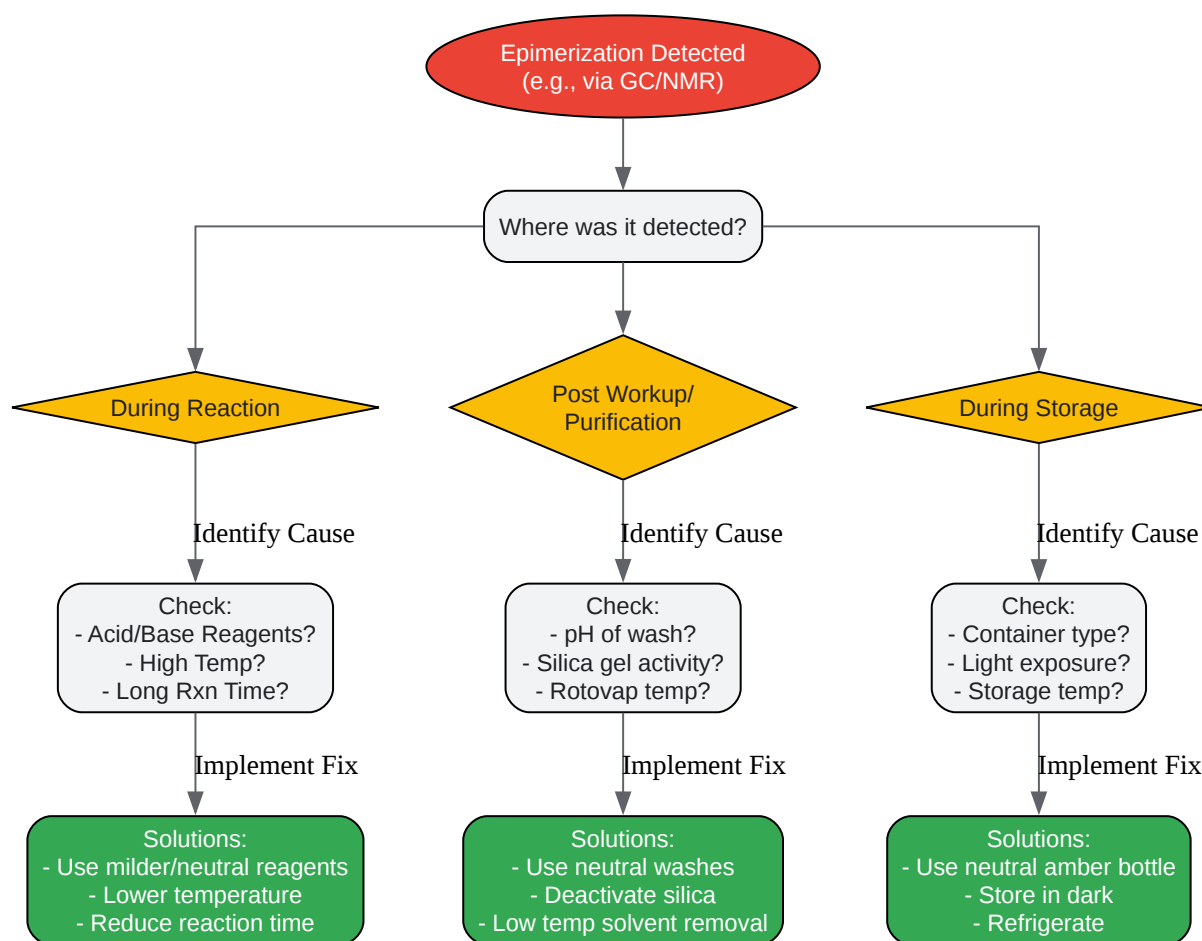 Epimerization Detected
(e.g., via GC/NMR)
Where was it detected?
During Reaction
Post Workup/
Purification
During Storage
Identify Cause
Identify Cause
Identify Cause
Check:
- Acid/Base Reagents?
- High Temp?
- Long Rxn Time?
Check:
- pH of wash?
- Silica gel activity?
- Rotovap temp?
Check:
- Container type?
- Light exposure?
- Storage temp?
Implement Fix
Implement Fix
Implement Fix
Solutions:
- Use milder/neutral reagents
- Lower temperature
- Reduce reaction time
Solutions:
- Use neutral washes
- Deactivate silica
- Low temp solvent removal
Solutions:
- Use neutral amber bottle
- Store in dark
- Refrigerate